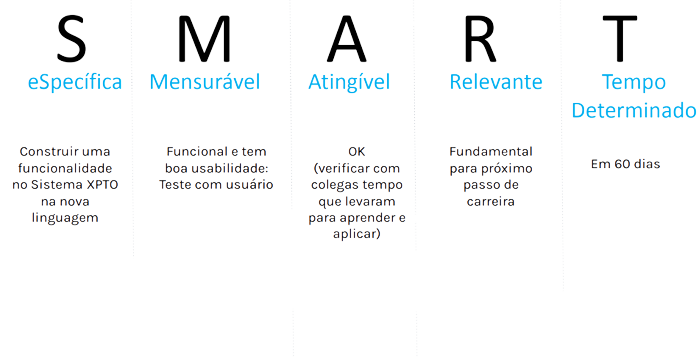 S M A R T
eSpecífica Mensurável Atingível Relevante Tempo
Determinado
Construir uma
funcionalidade
no Sistema XPTO
na nova
linguagem
Funcional e tem
boa usabilidade:
Teste com usuário
OK
(verificar com
colegas tempo
que levaram
para aprender e
aplicar)
Fundamental
para próximo
passo de
carreira
Em 60 dias